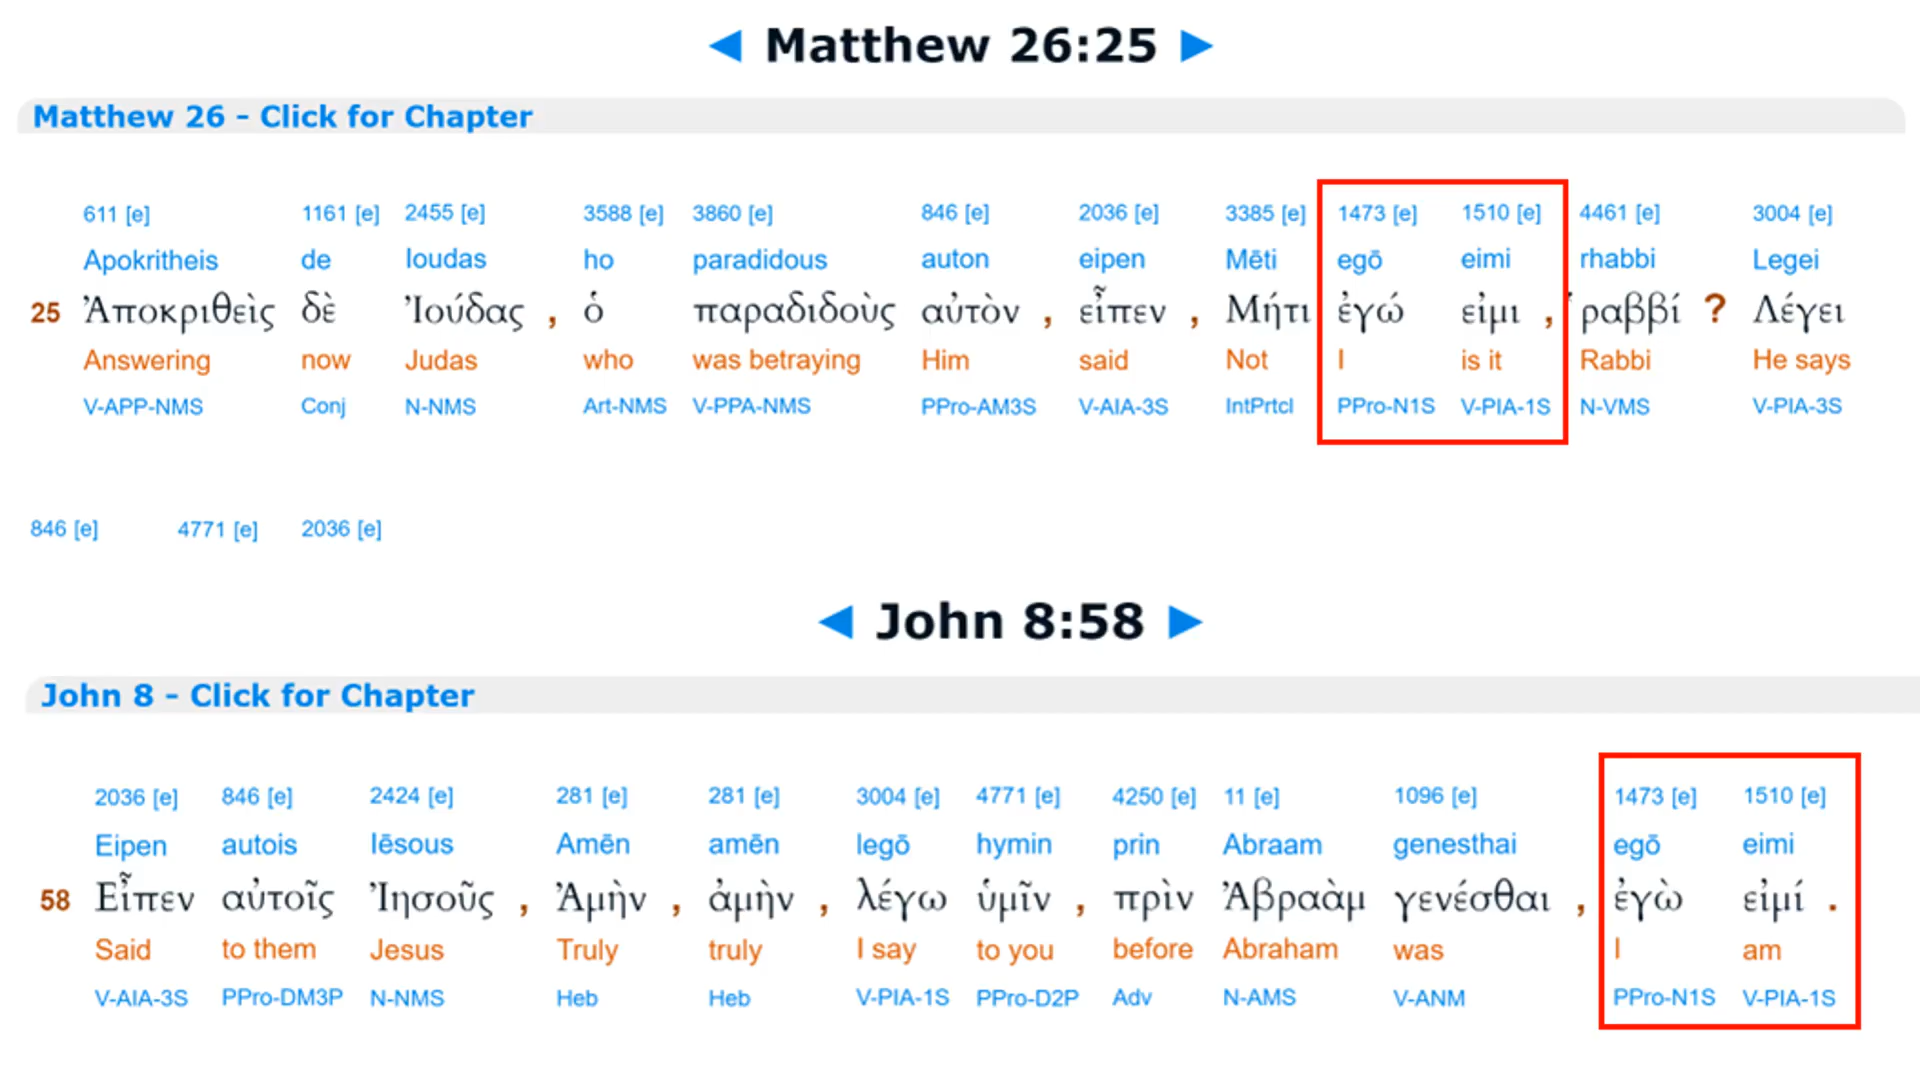 ◀ Matthew 26:25 ▶
Matthew 26 - Click for Chapter
611 [e] 1161 [e] 2455 [e] 3588 [e] 3860 [e] 846 [e] 2036 [e] 3385 [e] 1473 [e] 1510 [e] 4461 [e] 3004 [e]
Apokritheis de Ioudas ho paradidous auton eipen Mēti egō eimi rhabbi Legei
25 Ἀποκριθεὶς δὲ Ἰούδας , ὁ παραδιδοὺς αὐτὸν , εἶπεν , Μήτι ἐγώ εἰμι , ῥαββί ? Λέγει
Answering now Judas who was betraying Him said Not I is it Rabbi He says
V-APP-NMS Conj N-NMS Art-NMS V-PPA-NMS PPro-AM3S V-AIA-3S IntPrtcl PPro-N1S V-PIA-1S N-VMS V-PIA-3S
846 [e] 4771 [e] 2036 [e]
◀ John 8:58 ▶
John 8 - Click for Chapter
2036 [e] 846 [e] 2424 [e] 281 [e] 281 [e] 3004 [e] 4771 [e] 4250 [e] 11 [e] 1096 [e] 1473 [e] 1510 [e]
Eipen autois Iēsous Amēn amēn legō hymin prin Abraam genesthai egō eimi
58 Εἶπεν αὐτοῖς Ἰησοῦς , Ἀμὴν , ἀμὴν , λέγω ὑμῖν , πρὶν Ἀβραὰμ γενέσθαι , ἐγὼ εἰμί .
Said to them Jesus Truly truly I say to you before Abraham was I am
V-AIA-3S PPro-DM3P N-NMS Heb Heb V-PIA-1S PPro-D2P Adv N-AMS V-ANM PPro-N1S V-PIA-1S